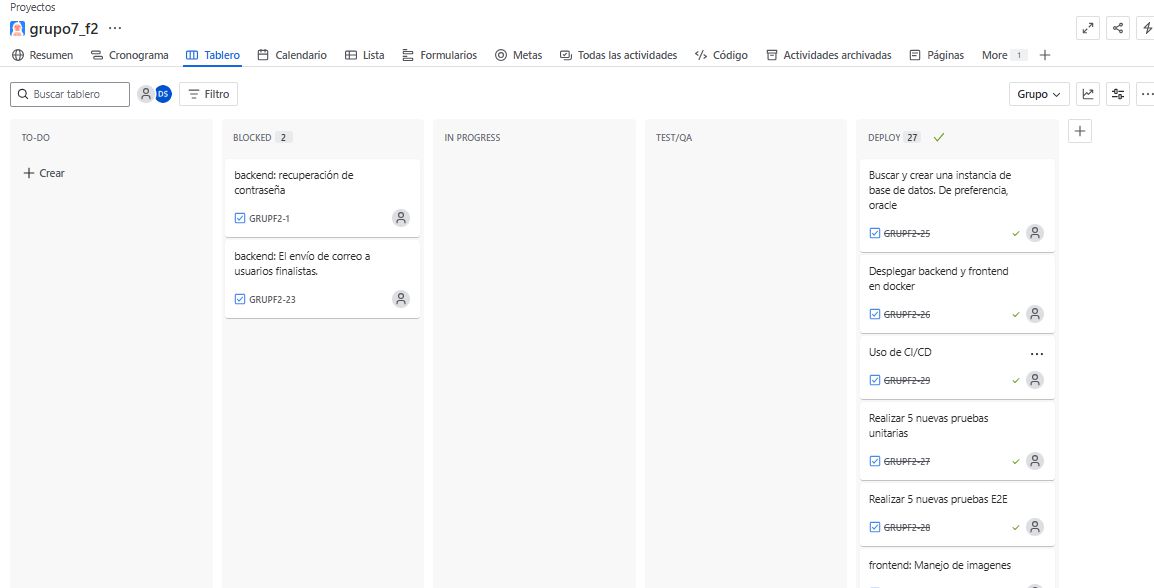 Proyectos
grupo7_f2 ...
Resumen Cronograma Tablero Calendario Lista Formularios Metas Todas las actividades Código Actividades archivadas Páginas More 1
Buscar tablero DS Filtro Grupo
TO-DO
Crear
BLOCKED 2
backend: recuperación de
contraseña
GRUPF2-1
backend: El envío de correo a
usuarios finalistas.
GRUPF2-23
IN PROGRESS
TEST/QA
DEPLOY 27
Buscar y crear una instancia de
base de datos. De preferencia,
oracle
GRUPF2-25
Desplegar backend y frontend
en docker
GRUPF2-26
Uso de CI/CD
GRUPF2-29
Realizar 5 nuevas pruebas
unitarias
GRUPF2-27
Realizar 5 nuevas pruebas E2E
GRUPF2-28
frontend: Manejo de imagenes